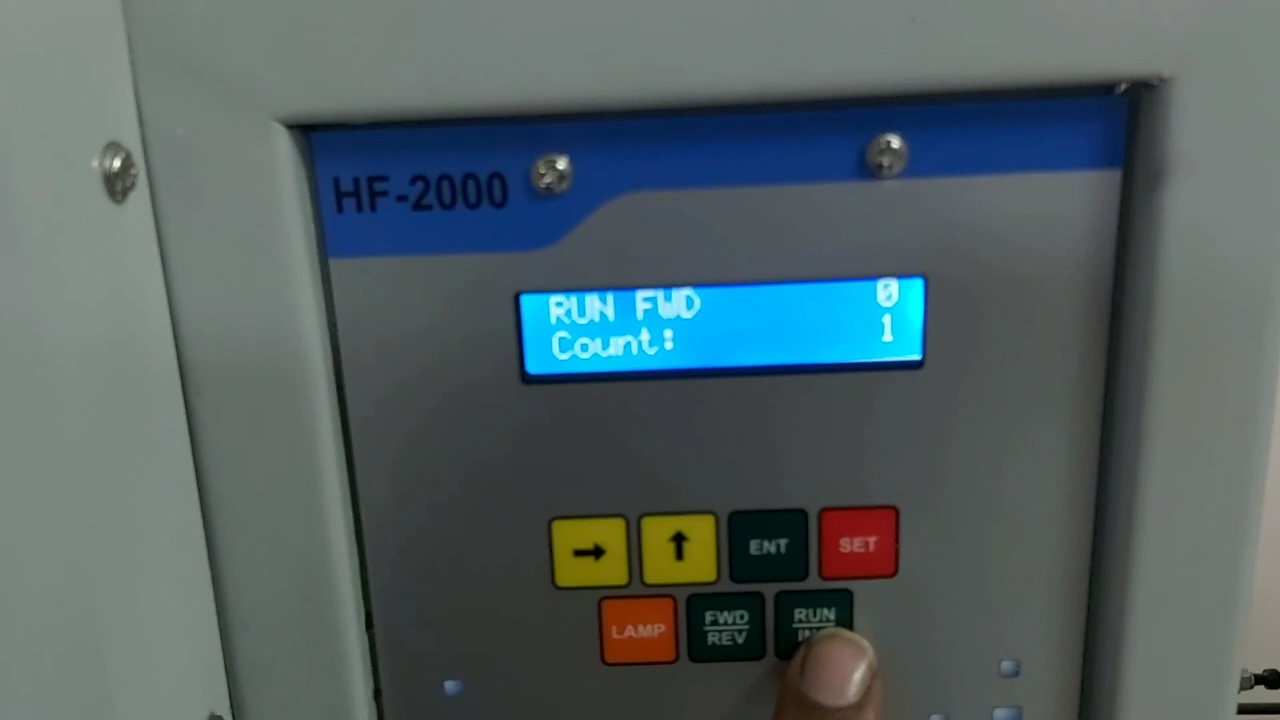 HF-2000
RUN FWD 0
Count: 1
→ ↑ ENT SET
LAMP FWD REV RUN